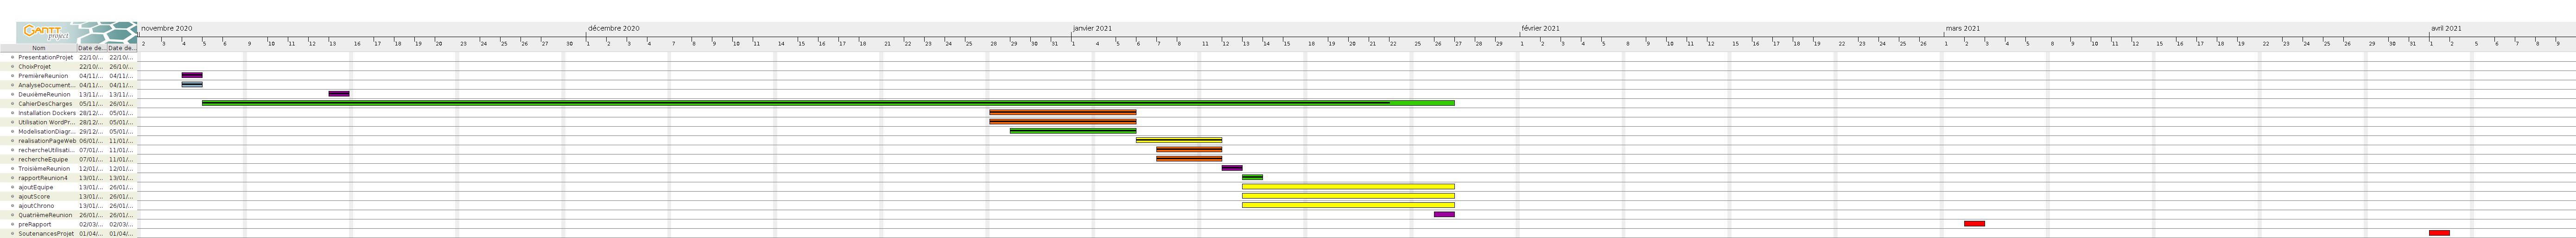 GANTT project
novembre 2020 décembre 2020 janvier 2021 février 2021 mars 2021 avril 2021
Nom Date de... Date de... 2 3 4 5 6 9 10 11 12 13 16 17 18 19 20 23 24 25 26 27 30 1 2 3 4 7 8 9 10 11 14 15 16 17 18 21 22 23 24 25 28 29 30 31 1 4 5 6 7 8 11 12 13 14 15 18 19 20 21 22 25 26 27 28 29 1 2 3 4 5 8 9 10 11 12 15 16 17 18 19 22 23 24 25 26 1 2 3 4 5 8 9 10 11 12 15 16 17 18 19 22 23 24 25 26 29 30 31 1 2 5 6 7 8 9
PresentationProjet 22/10/... 22/10/...
ChoixProjet 22/10/... 26/10/...
PremièreReunion 04/11/... 04/11/...
AnalyseDocument... 04/11/... 04/11/...
DeuxièmeReunion 13/11/... 13/11/...
CahierDesCharges 05/11/... 26/01/...
Installation Dockers 28/12/... 05/01/...
Utilisation WordPr... 28/12/... 05/01/...
ModelisationDiagr... 29/12/... 05/01/...
realisationPageWeb 06/01/... 11/01/...
rechercheUtilisati... 07/01/... 11/01/...
rechercheEquipe 07/01/... 11/01/...
TroisièmeReunion 12/01/... 12/01/...
rapportReunion4 13/01/... 13/01/...
ajoutEquipe 13/01/... 26/01/...
ajoutScore 13/01/... 26/01/...
ajoutChrono 13/01/... 26/01/...
QuatrièmeReunion 26/01/... 26/01/...
preRapport 02/03/... 02/03/...
SoutenancesProjet 01/04/... 01/04/...